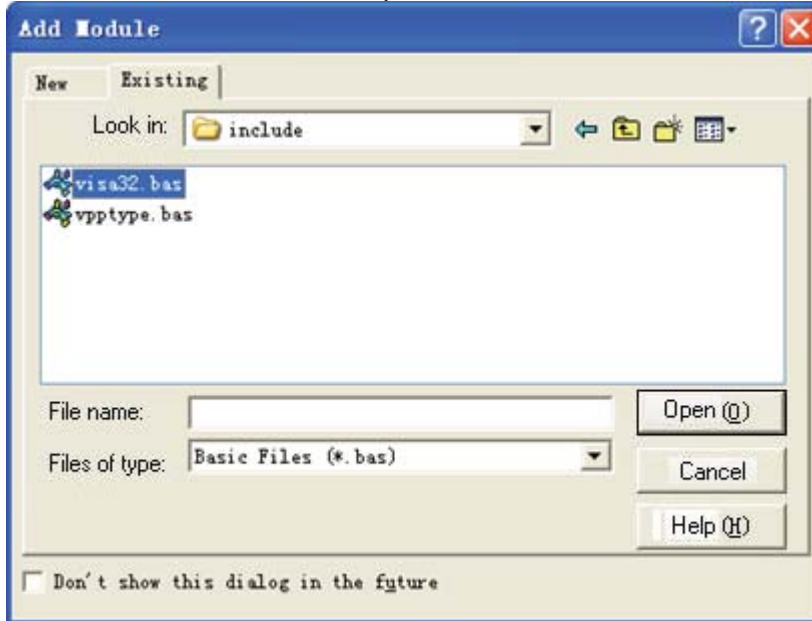 Add Module
New Existing
Look in: include
visa32.bas
vpptype.bas
File name: Open (O)
Files of type: Basic Files (*.bas)
Cancel
Help (H)
Don't show this dialog in the future